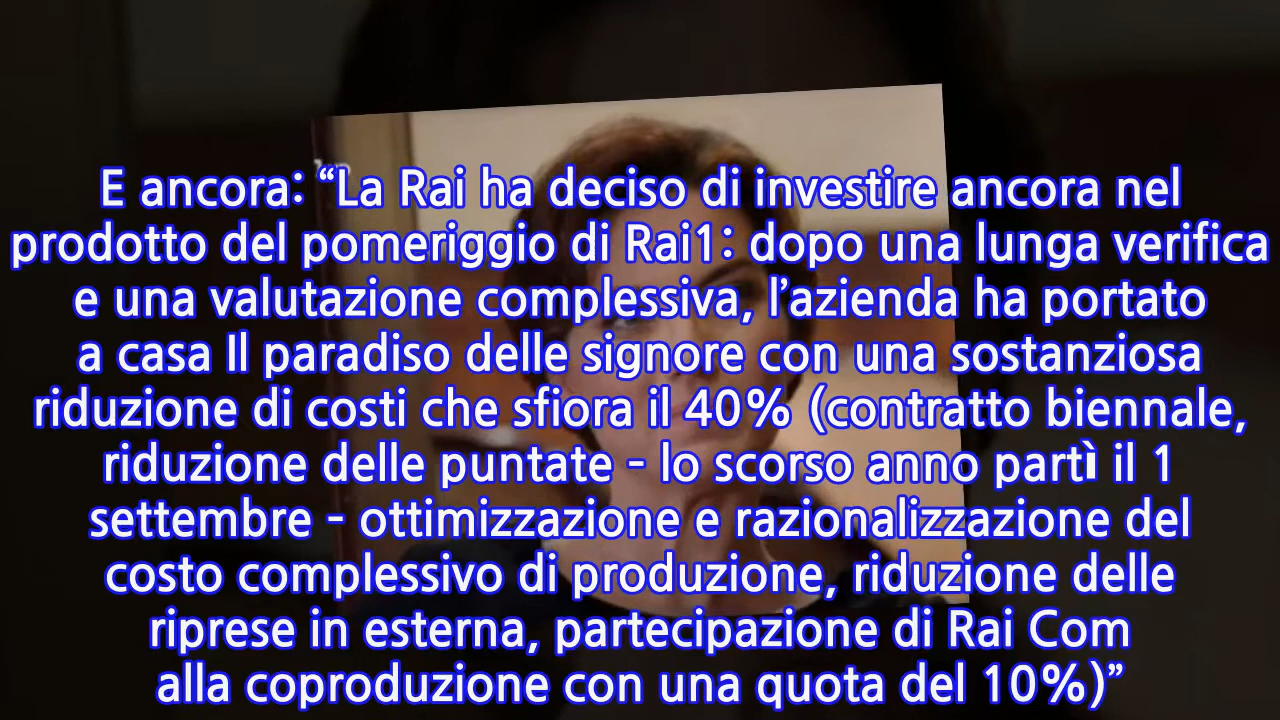 E ancora: “La Rai ha deciso di investire ancora nel
prodotto del pomeriggio di Rai1: dopo una lunga verifica
e una valutazione complessiva, l’azienda ha portato
a casa Il paradiso delle signore con una sostanziosa
riduzione di costi che sfiora il 40% (contratto biennale,
riduzione delle puntate - lo scorso anno partì il 1
settembre - ottimizzazione e razionalizzazione del
costo complessivo di produzione, riduzione delle
riprese in esterna, partecipazione di Rai Com
alla coproduzione con una quota del 10%)”